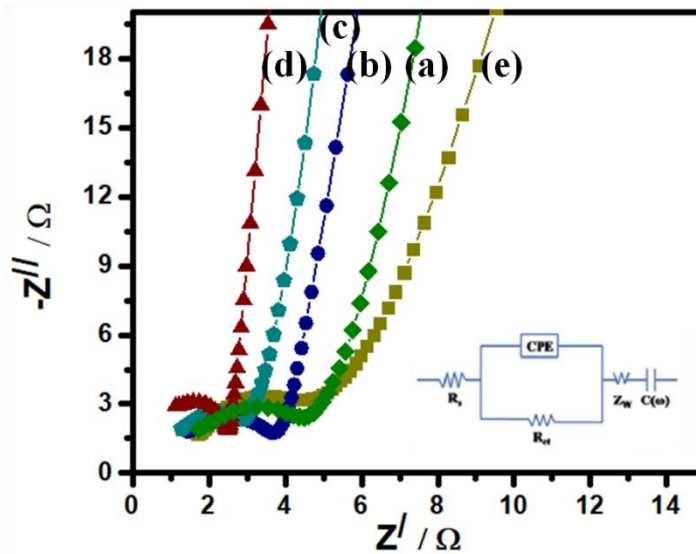 (c)
(d) (b) (a) (e)
18
15
12
9
6
3
0
-Z// / Ω
0 2 4 6 8 10 12 14
Z/ / Ω
CPE
Rs
Rct
Zw C(ω)